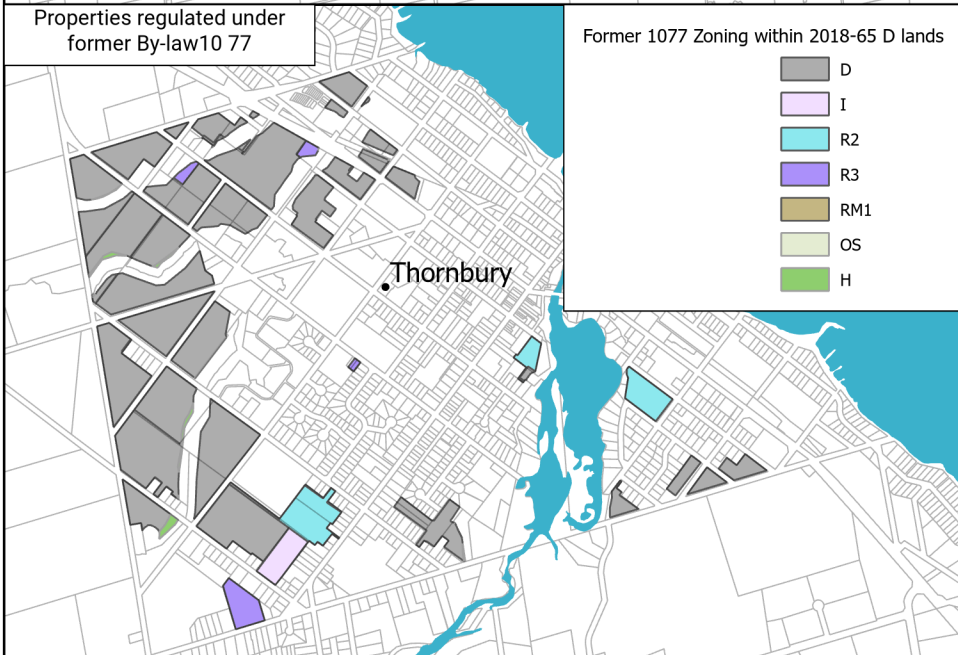 Properties regulated under
former By-law10 77
Former 1077 Zoning within 2018-65 D lands
D
I
R2
R3
RM1
OS
H
Thornbury